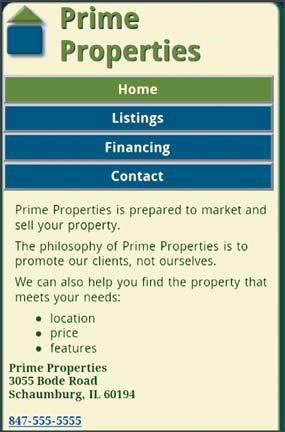 Prime
Properties
Home
Listings
Financing
Contact
Prime Properties is prepared to market and
sell your property.
The philosophy of Prime Properties is to
promote our clients, not ourselves.
We can also help you find the property that
meets your needs:
location
price
features
Prime Properties
3055 Bode Road
Schaumburg, IL 60194
847-555-5555